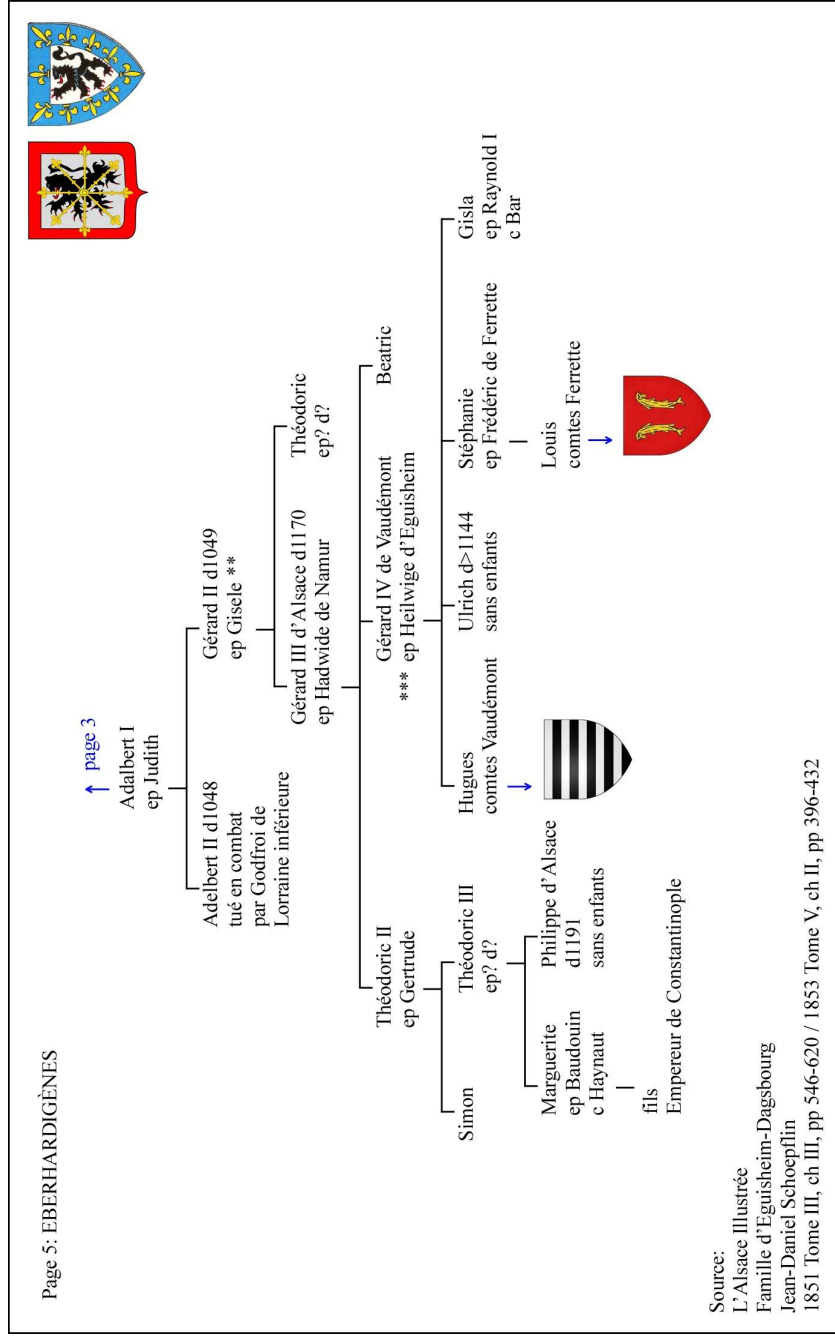 Page 5: EBERHARDIGÈNES
↑ page 3
Adalbert I
ep Judith
Adelbert II d1048
tué en combat
par Godfroi de
Lorraine inférieure
Gérard II d1049
ep Gisele **
Gérard III d'Alsace d1170
ep Hadwide de Namur
Théodoric
ep? d?
Théodoric II
ep Gertrude
Gérard IV de Vaudémont
*** ep Heilwige d'Eguisheim
Beatric
Simon
Théodoric III
ep? d?
Hugues
comtes Vaudémont
Ulrich d>1144
sans enfants
Stéphanie
ep Frédéric de Ferrette
Gisla
ep Raynold I
c Bar
Marguerite
ep Baudouin
c Haynaut
Philippe d'Alsace
d1191
sans enfants
Louis
comtes Ferrette
fils
Empereur de Constantinople
Source:
L'Alsace Illustrée
Famille d'Eguisheim-Dagsbourg
Jean-Daniel Schoepflin
1851 Tome III, ch III, pp 546-620 / 1853 Tome V, ch II, pp 396-432